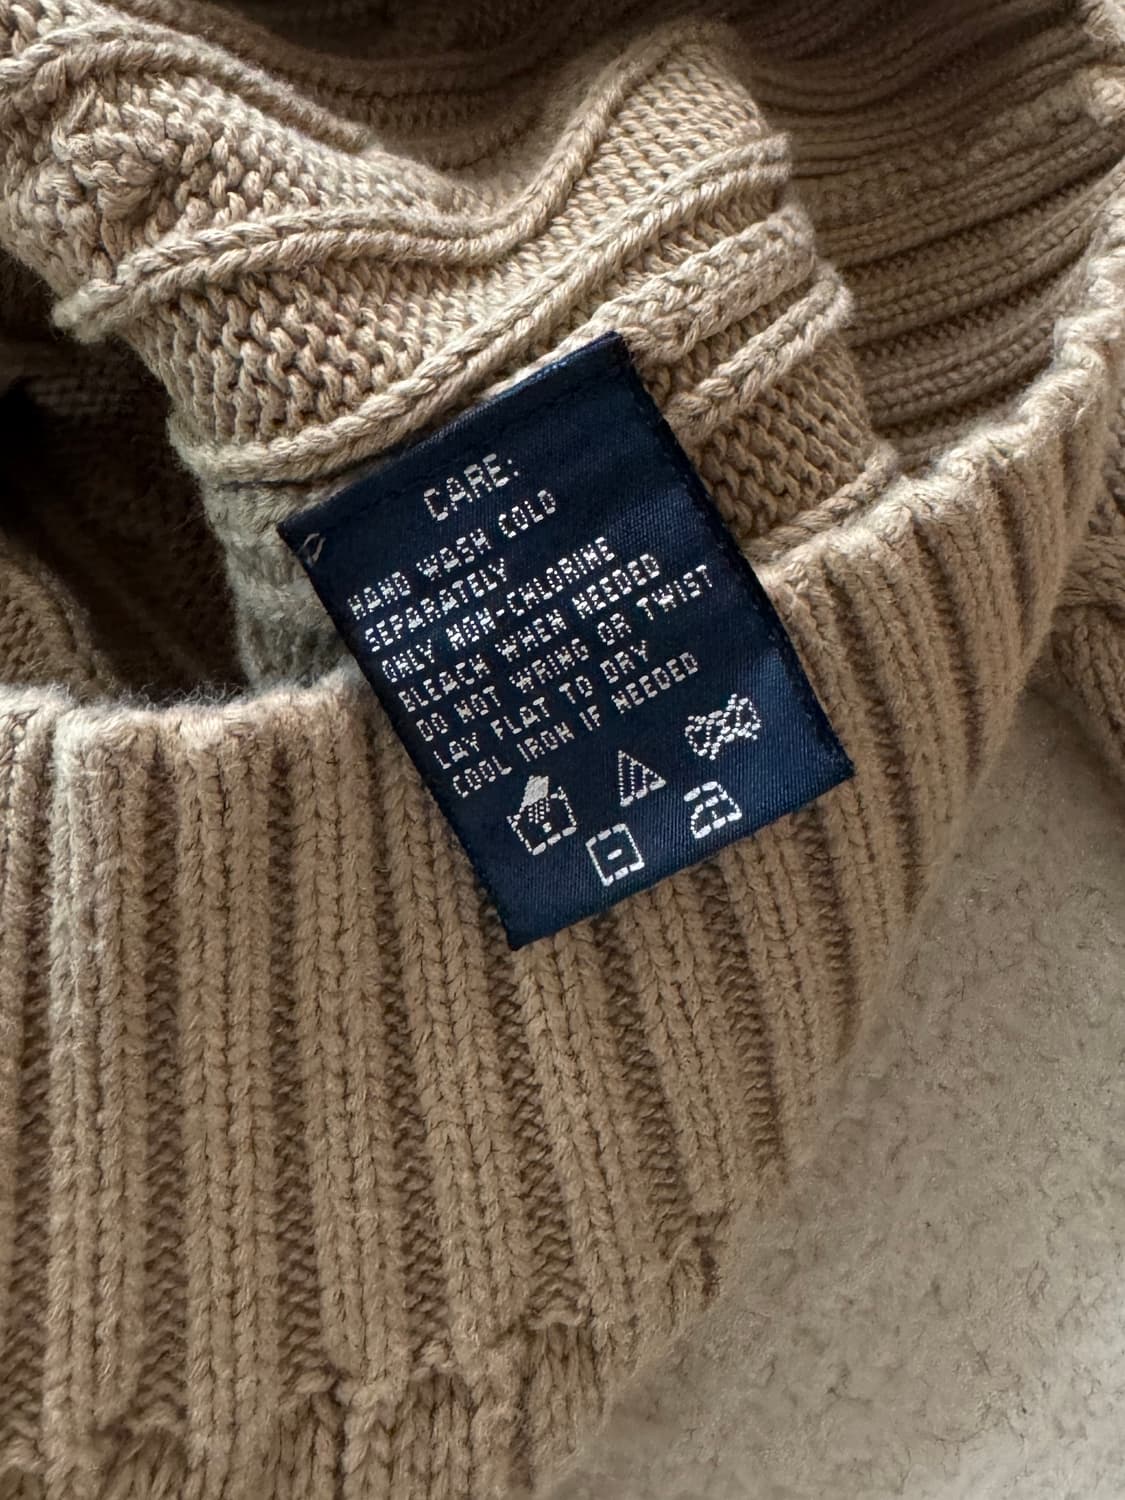 CARE:
HAND WASH COLD
SEPARATELY
ONLY NON-CHLORINE
BLEACH WHEN NEEDED
DO NOT WRING OR TWIST
LAY FLAT TO DRY
COOL IRON IF NEEDED